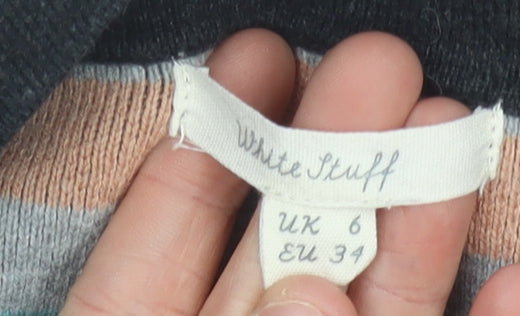 White Stuff
UK 6
EU 34